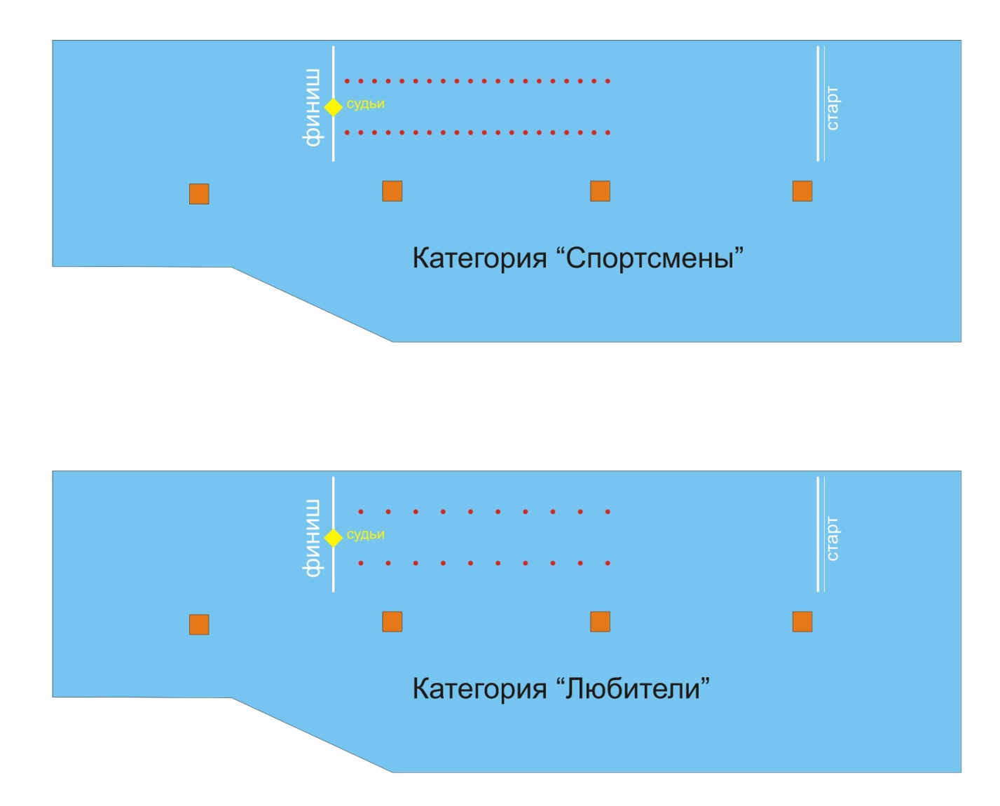 финиш
судьи
старт
Категория “Спортсмены”
финиш
судьи
старт
Категория “Любители”